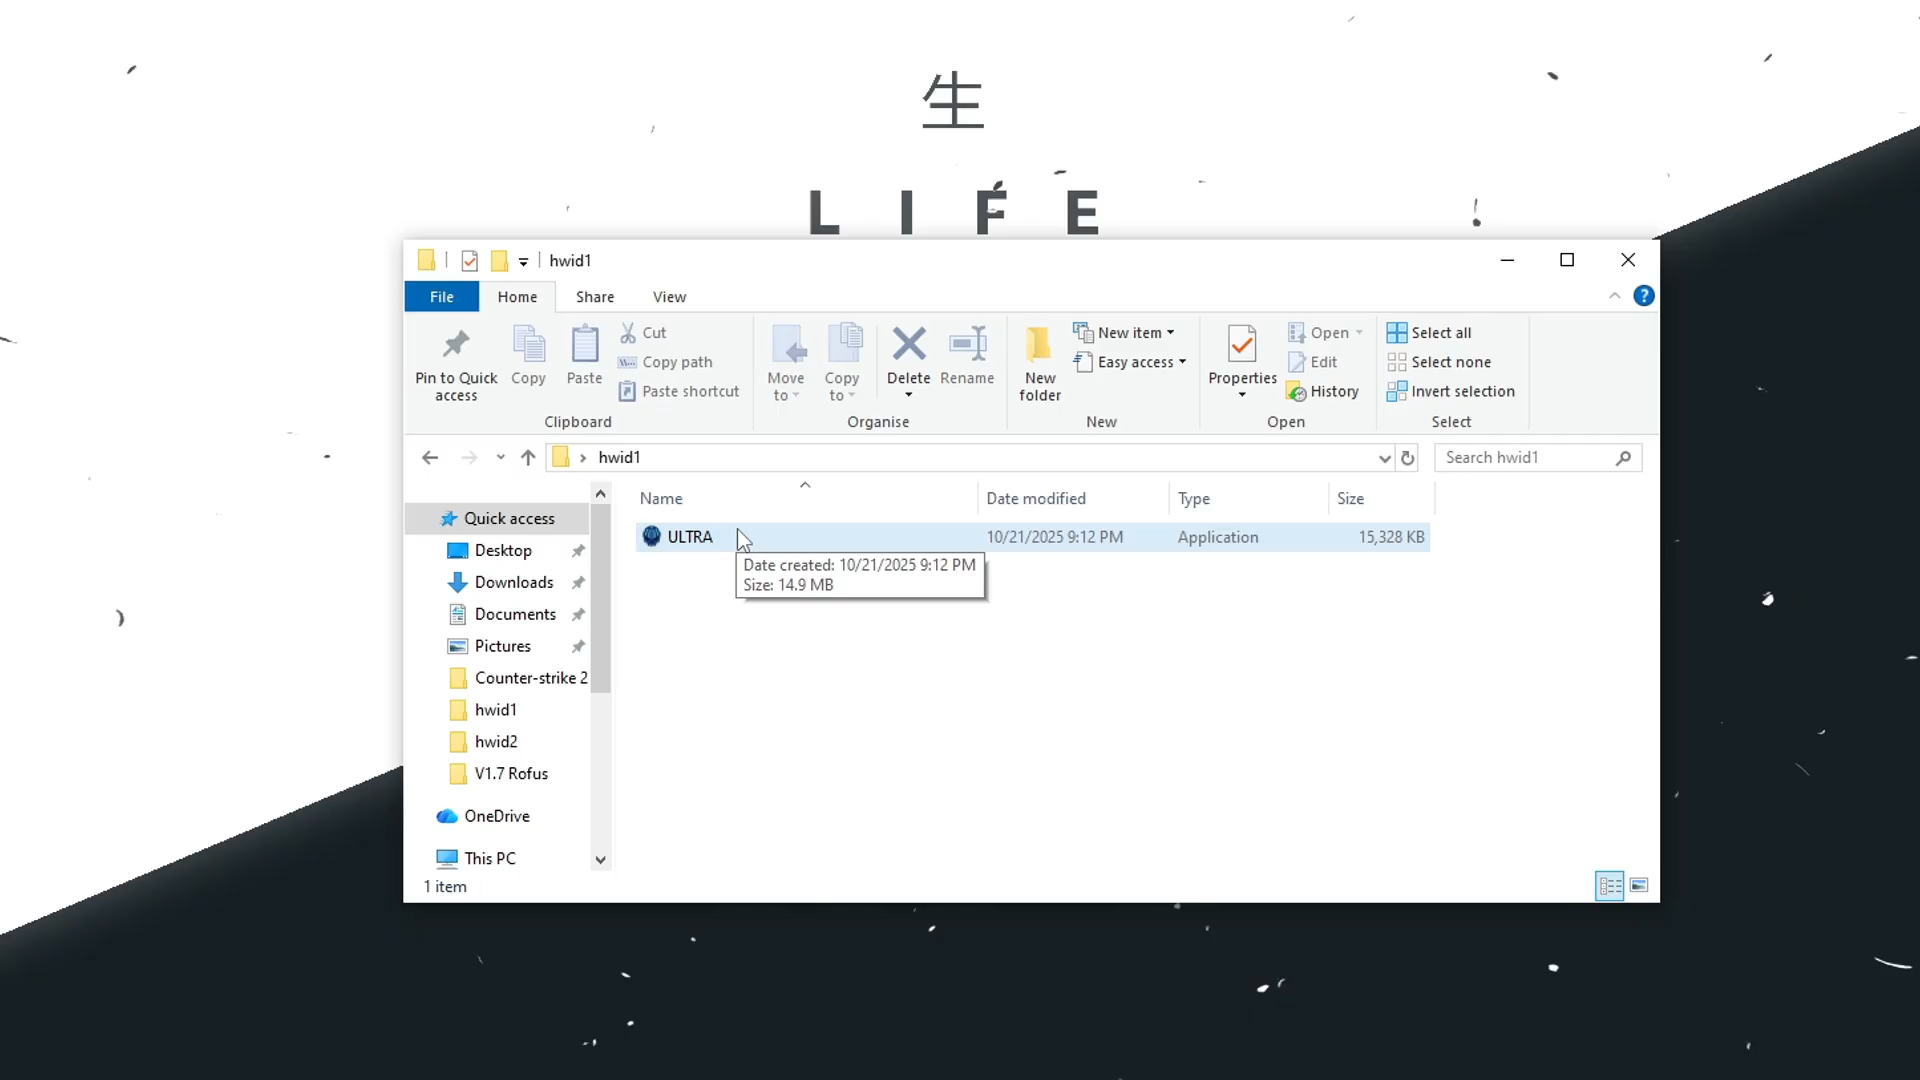 生
LIFE
hwid1
File Home Share View
Pin to Quick access
Copy
Paste
Cut
Copy path
Paste shortcut
Clipboard
Move to
Copy to
Delete
Rename
Organise
New folder
New item
Easy access
New
Properties
Open
Edit
History
Open
Select all
Select none
Invert selection
Select
hwid1
Search hwid1
Name Date modified Type Size
ULTRA 10/21/2025 9:12 PM Application 15,328 KB
Date created: 10/21/2025 9:12 PM
Size: 14.9 MB
Quick access
Desktop
Downloads
Documents
Pictures
Counter-strike 2
hwid1
hwid2
V1.7 Rofus
OneDrive
This PC
1 item